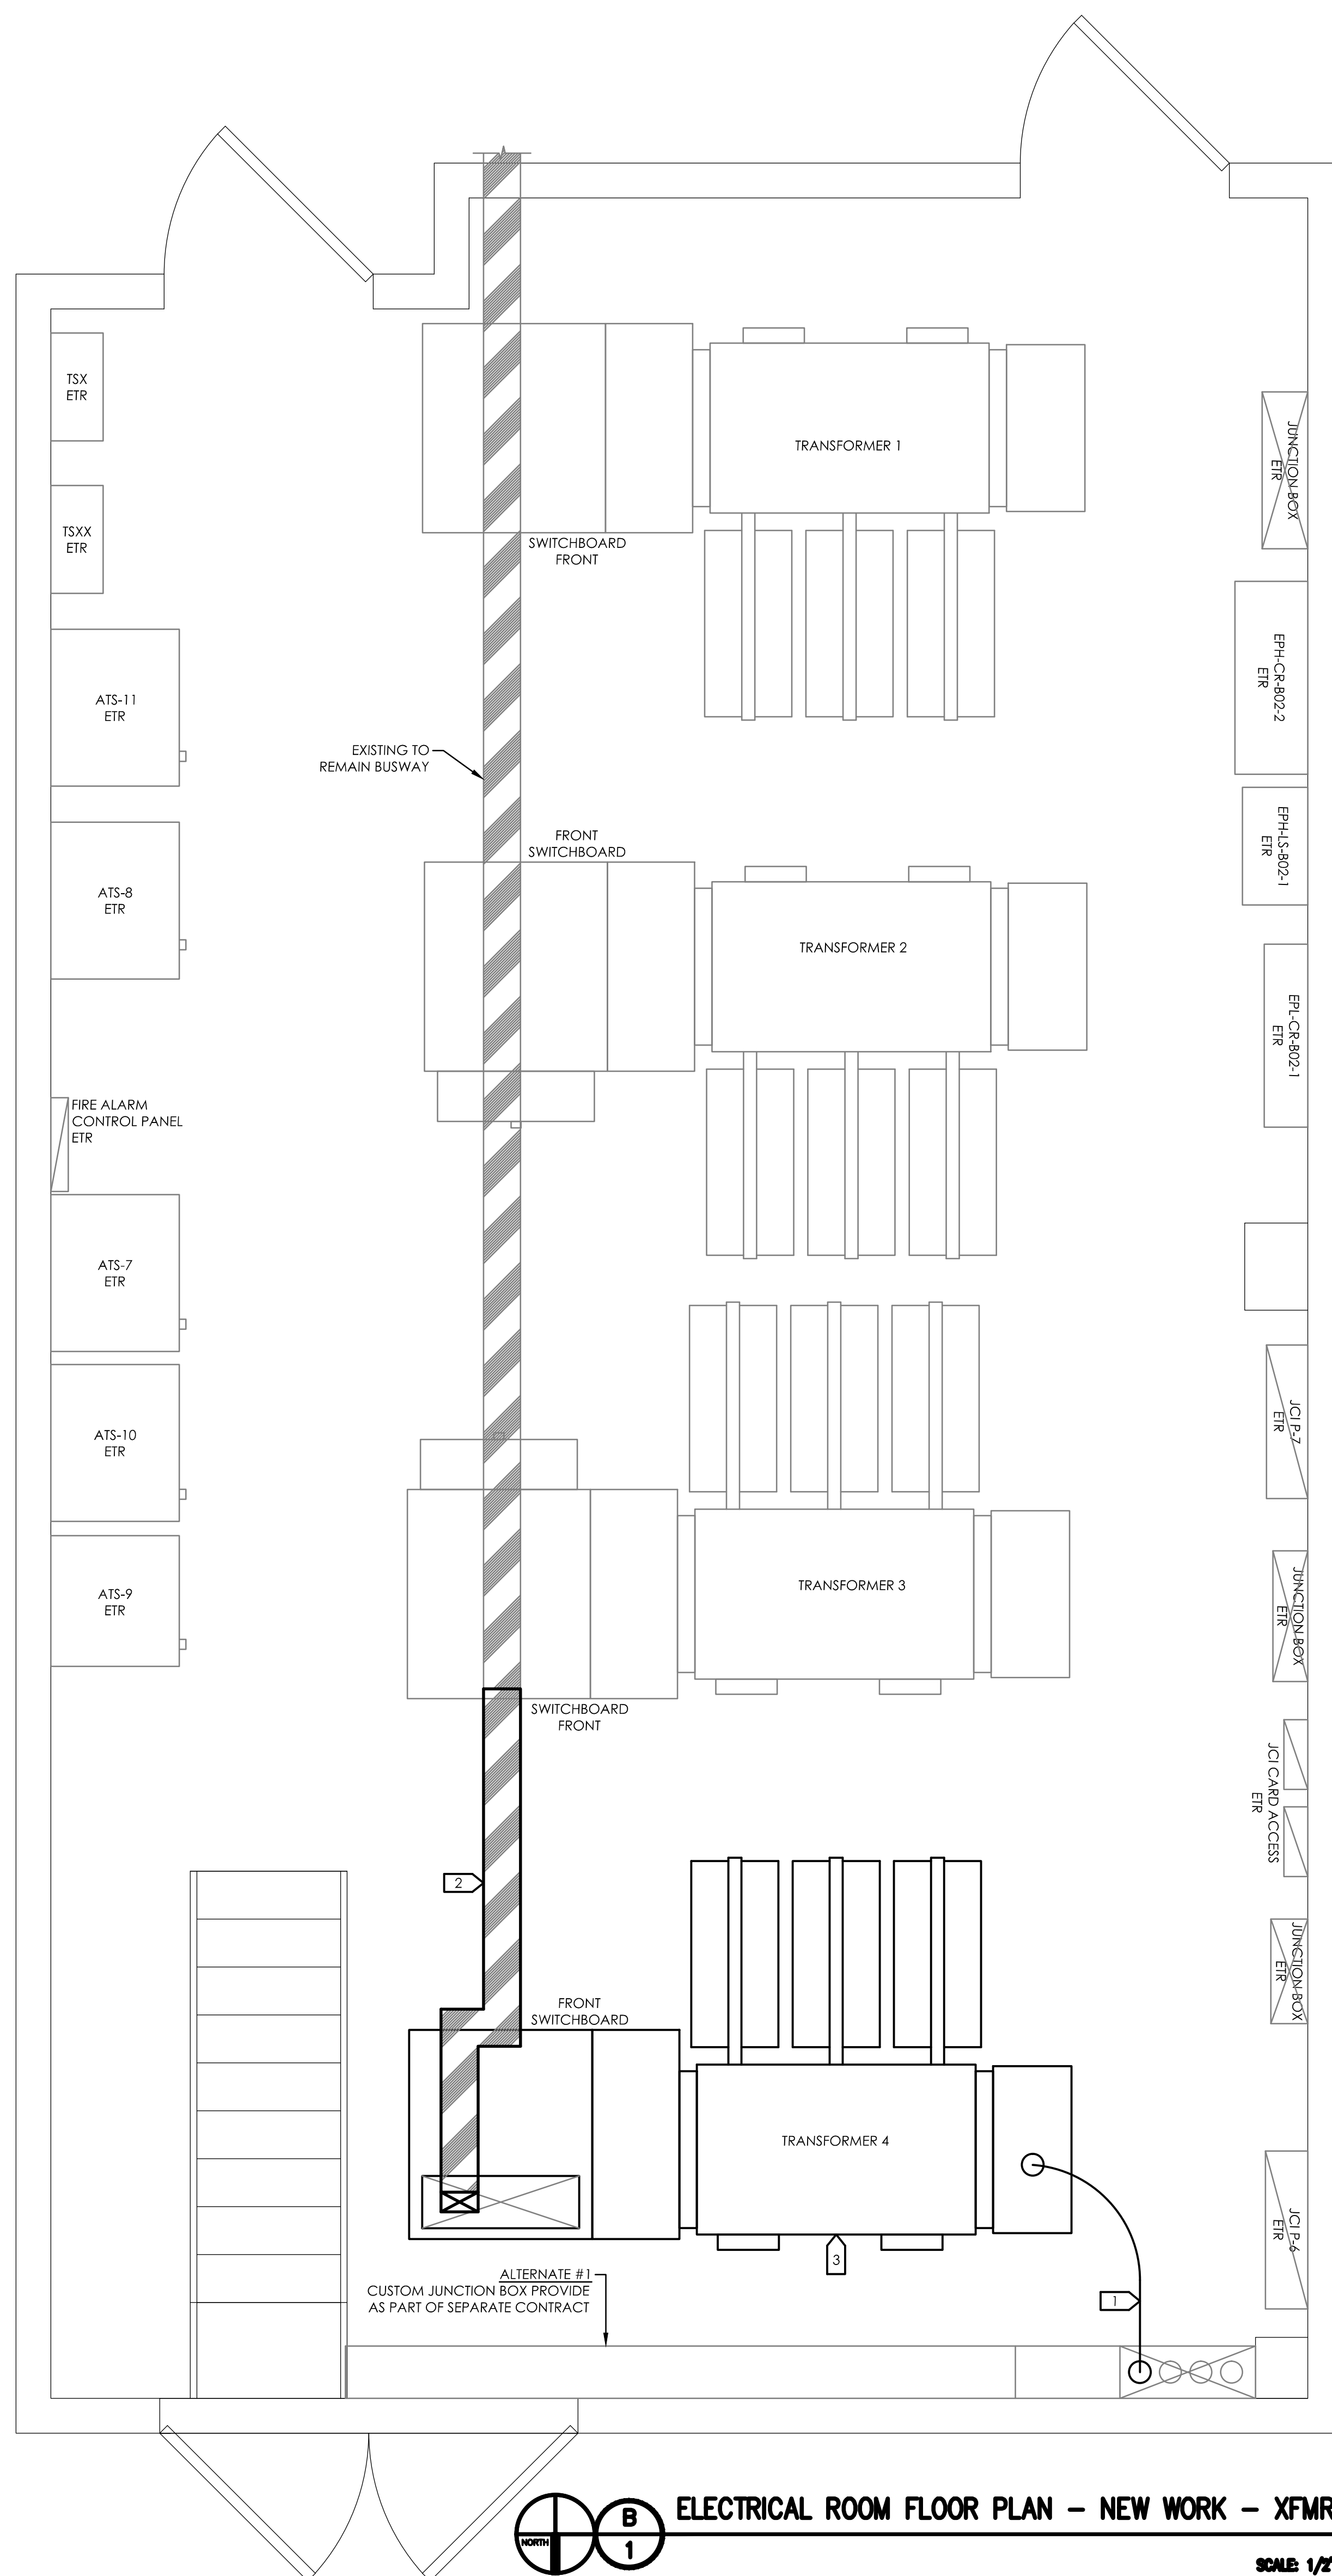 TSX
ETR
TRANSFORMER 1
JUNCTION BOX
ETR
TSXX
ETR
SWITCHBOARD
FRONT
ATS-11
ETR
EPH-CR-B02-2
ETR
EXISTING TO
REMAIN BUSWAY
FRONT
SWITCHBOARD
EPH-LS-B02-1
ETR
ATS-8
ETR
TRANSFORMER 2
EPL-CR-B02-1
ETR
FIRE ALARM
CONTROL PANEL
ETR
ATS-7
ETR
JCI P-7
ETR
ATS-10
ETR
ATS-9
ETR
TRANSFORMER 3
JUNCTION BOX
ETR
SWITCHBOARD
FRONT
JCI CARD ACCESS
ETR
2
JUNCTION BOX
ETR
FRONT
SWITCHBOARD
TRANSFORMER 4
JCI P-6
ETR
3
ALTERNATE #1
CUSTOM JUNCTION BOX PROVIDE
AS PART OF SEPARATE CONTRACT
1
NORTH
B
1
ELECTRICAL ROOM FLOOR PLAN - NEW WORK - XFMR
SCALE: 1/2"